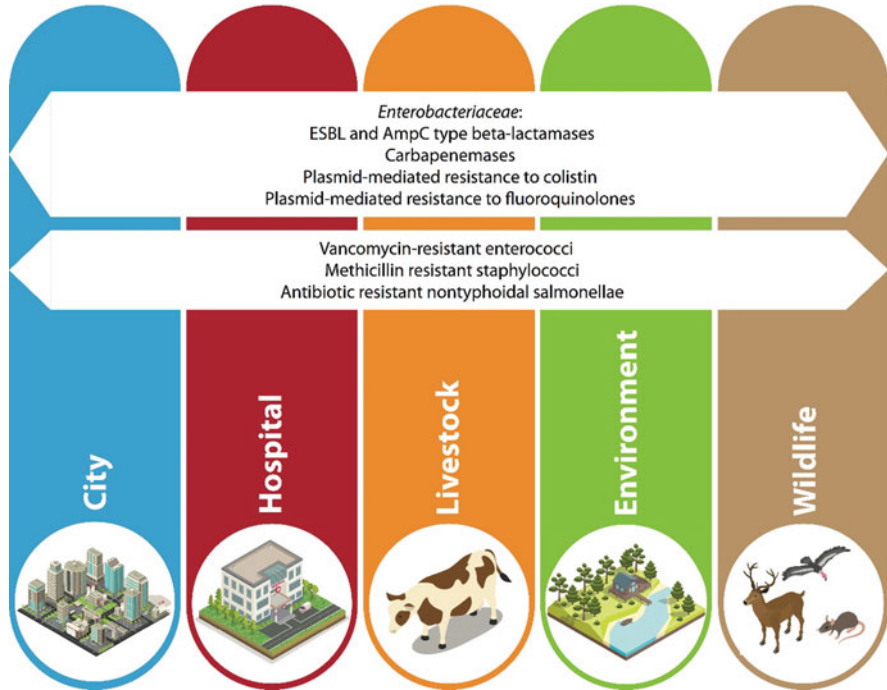 Enterobacteriaceae:
ESBL and AmpC type beta-lactamases
Carbapenemases
Plasmid-mediated resistance to colistin
Plasmid-mediated resistance to fluoroquinolones
Vancomycin-resistant enterococci
Methicillin resistant staphylococci
Antibiotic resistant nontyphoidal salmonellae
City
Hospital
Livestock
Environment
Wildlife